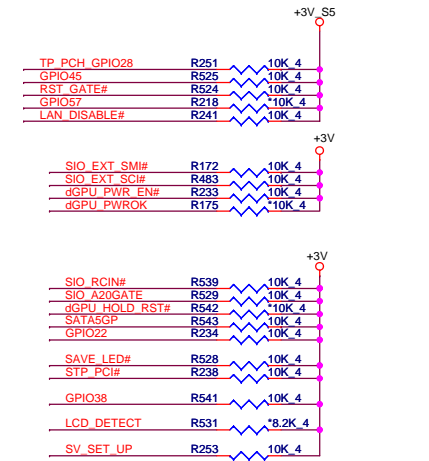 +3V_S5
TP_PCH_GPIO28 R251 10K_4
GPIO45 R525 10K_4
RST_GATE# R524 10K_4
GPIO57 R218 *10K_4
LAN_DISABLE# R241 10K_4
+3V
SIO_EXT_SMI# R172 10K_4
SIO_EXT_SCI# R483 10K_4
dGPU_PWR_EN# R233 10K_4
dGPU_PWROK R175 *10K_4
+3V
SIO_RCIN# R539 10K_4
SIO_A20GATE R529 10K_4
dGPU_HOLD_RST# R542 *10K_4
SATA5GP R543 10K_4
GPIO22 R234 10K_4
SAVE_LED# R528 10K_4
STP_PCI# R238 10K_4
GPIO38 R541 10K_4
LCD_DETECT R531 *8.2K_4
SV_SET_UP R253 10K_4